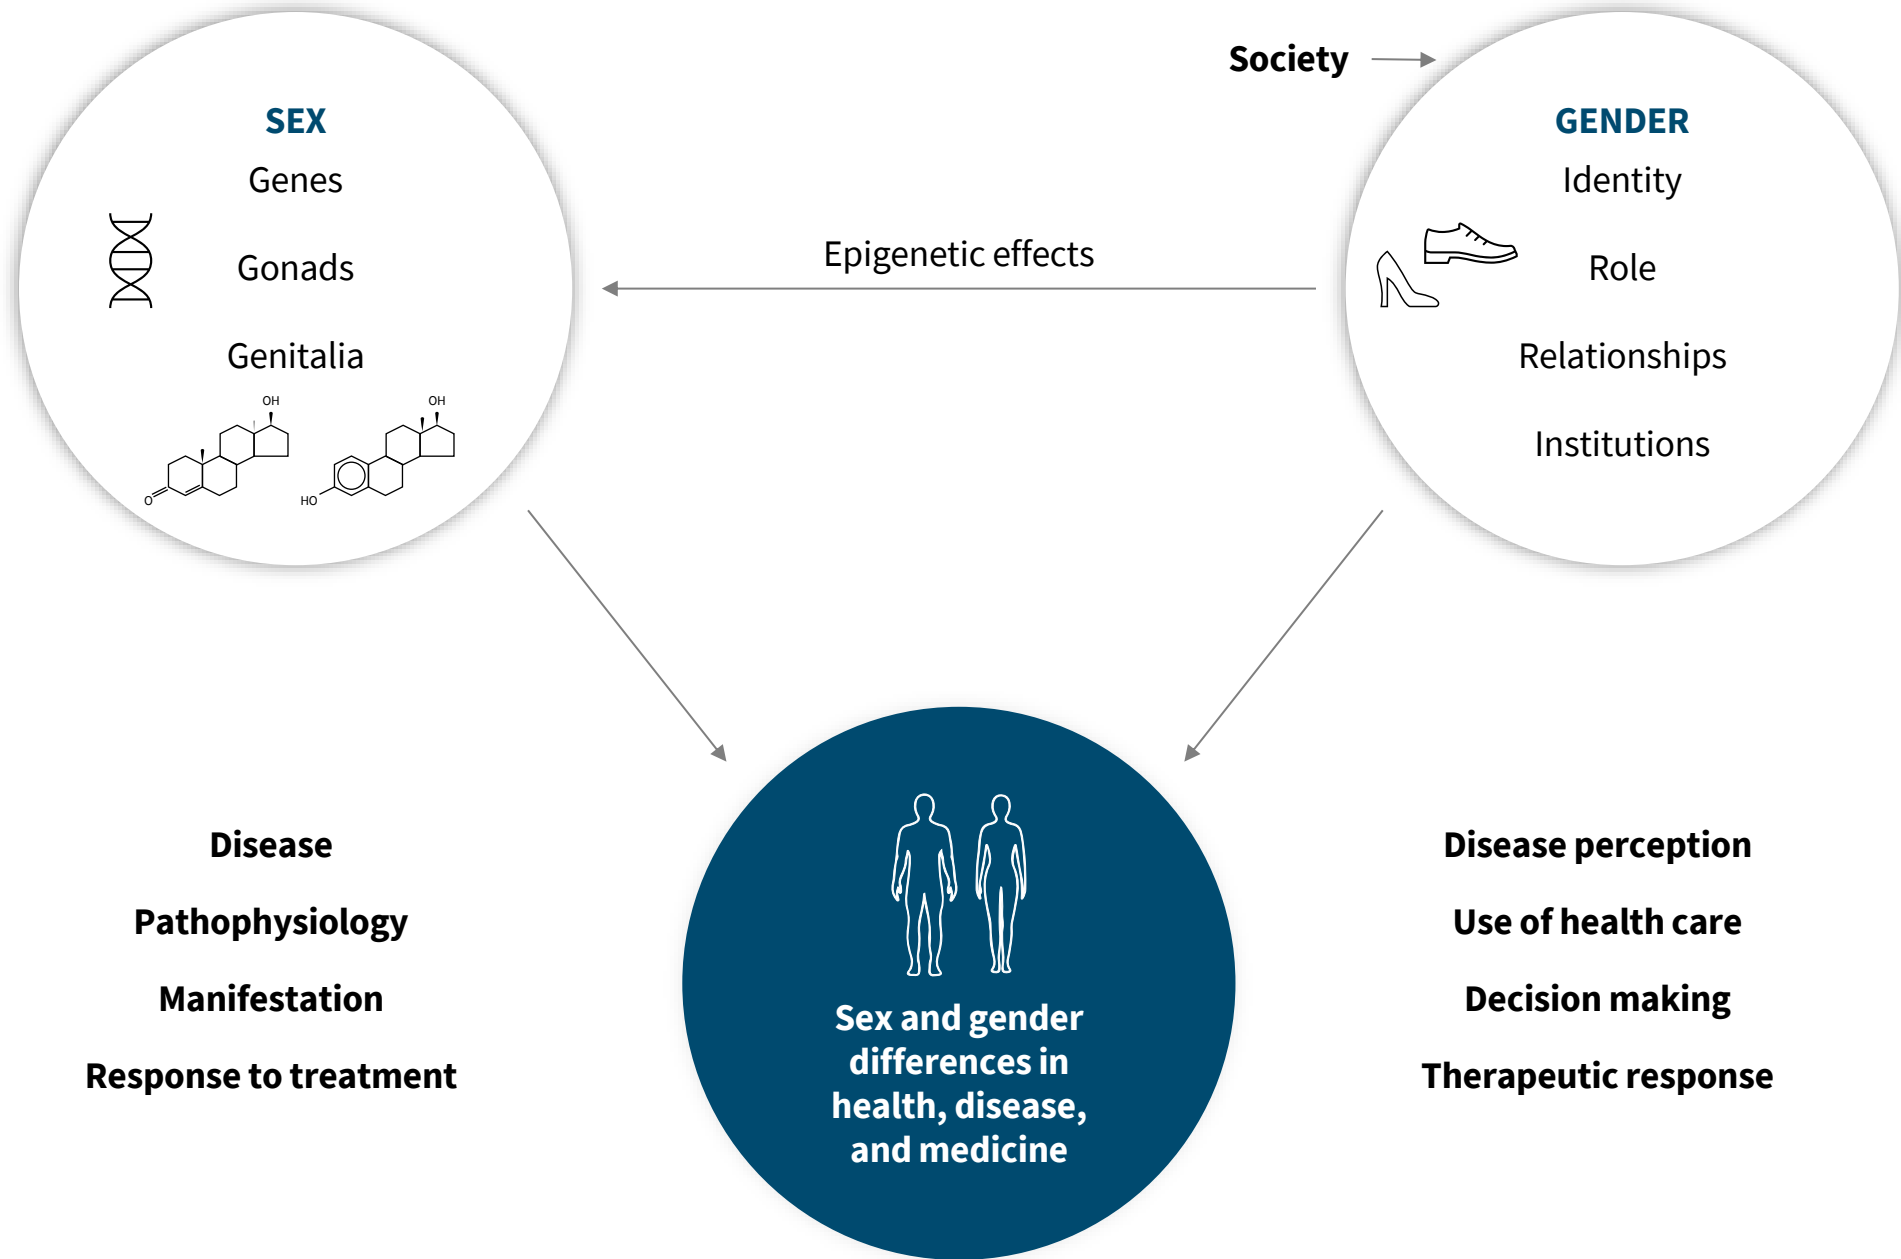 Society
SEX
Genes
Gonads
Genitalia
OH
OH
O
HO
Epigenetic effects
GENDER
Identity
Role
Relationships
Institutions
Disease
Pathophysiology
Manifestation
Response to treatment
Sex and gender
differences in
health, disease,
and medicine
Disease perception
Use of health care
Decision making
Therapeutic response